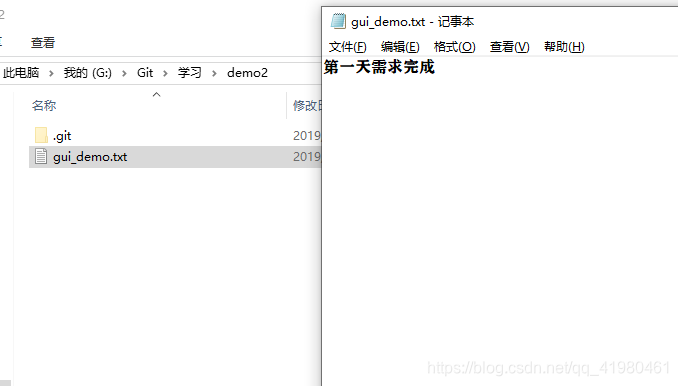 2
查看
此电脑 > 我的 (G:) > Git > 学习 > demo2
名称
修改日
.git
2019
gui_demo.txt
2019
gui_demo.txt - 记事本
文件(F) 编辑(E) 格式(O) 查看(V) 帮助(H)
第一天需求完成
https://blog.csdn.net/qq_41980461